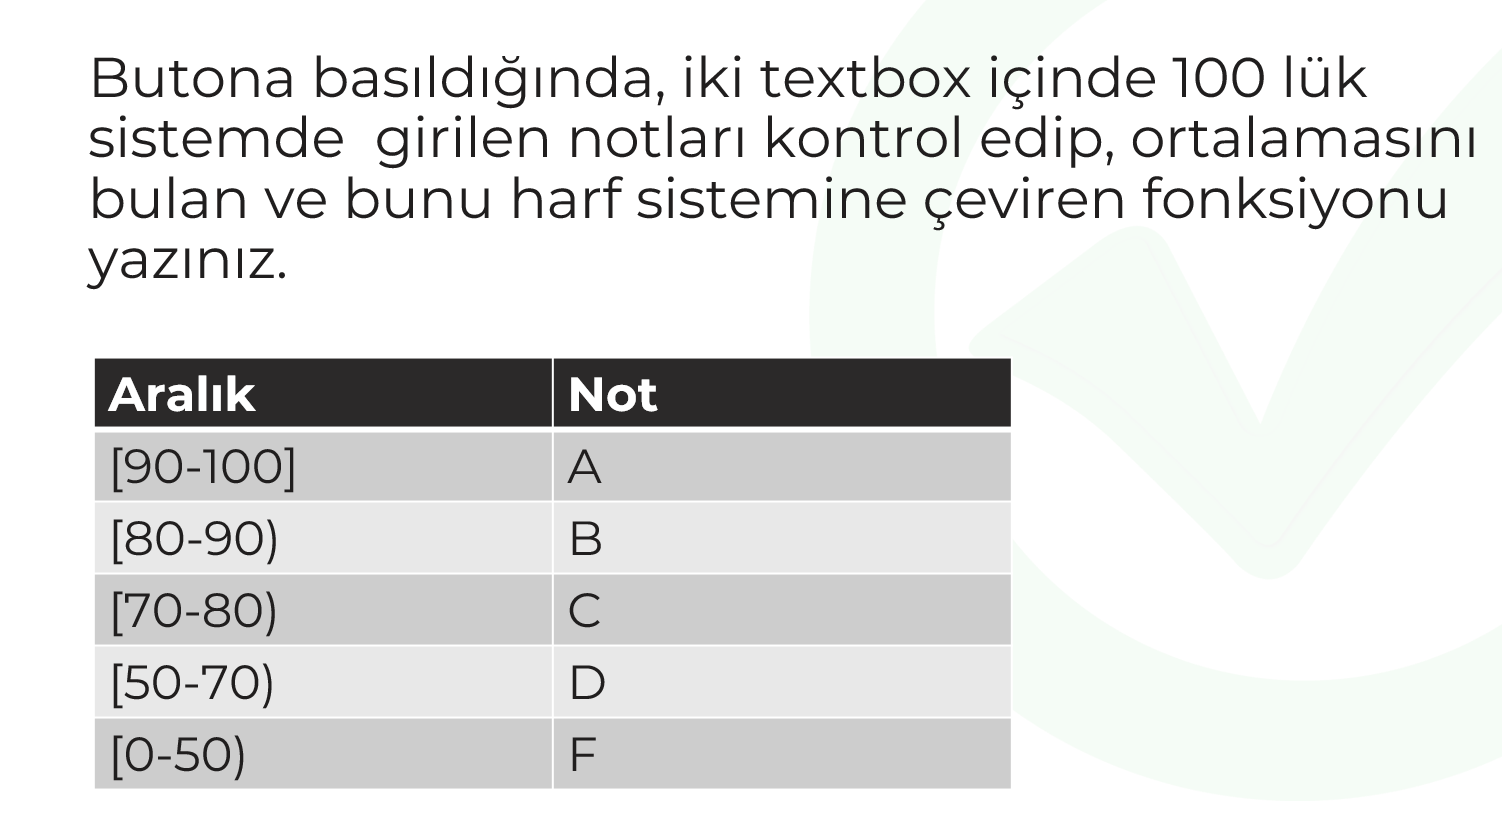 Butona basıldığında, iki textbox içinde 100 lük
sistemde  girilen notları kontrol edip, ortalamasını
bulan ve bunu harf sistemine çeviren fonksiyonu
yazınız.
Aralık Not
[90-100] A
[80-90) B
[70-80) C
[50-70) D
[0-50) F